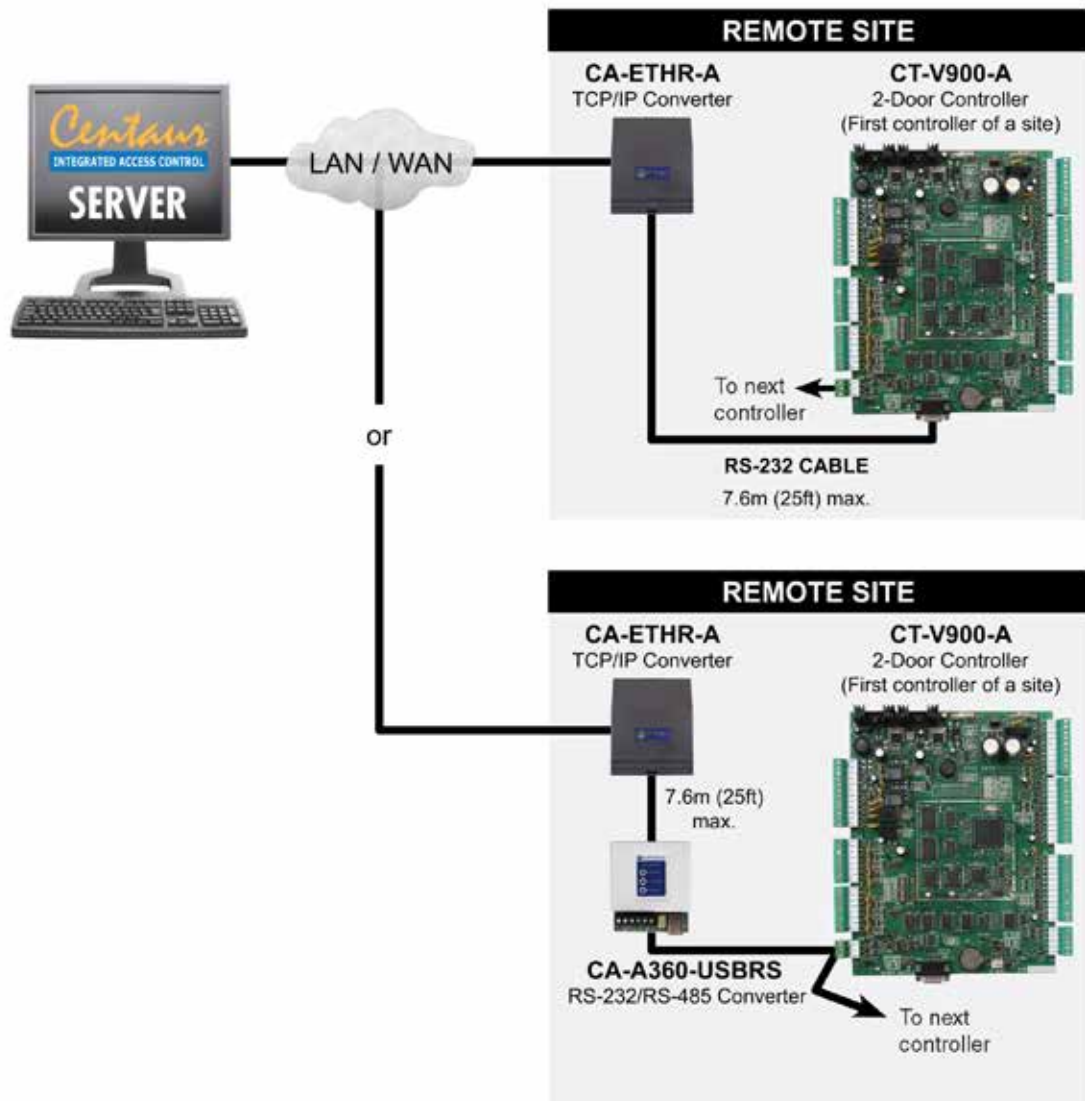 Centaur
INTEGRATED ACCESS CONTROL
SERVER
LAN / WAN
or
REMOTE SITE
CA-ETHR-A
TCP/IP Converter
CT-V900-A
2-Door Controller
(First controller of a site)
To next
controller
RS-232 CABLE
7.6m (25ft) max.
REMOTE SITE
CA-ETHR-A
TCP/IP Converter
CT-V900-A
2-Door Controller
(First controller of a site)
7.6m (25ft)
max.
CA-A360-USBRS
RS-232/RS-485 Converter
To next
controller